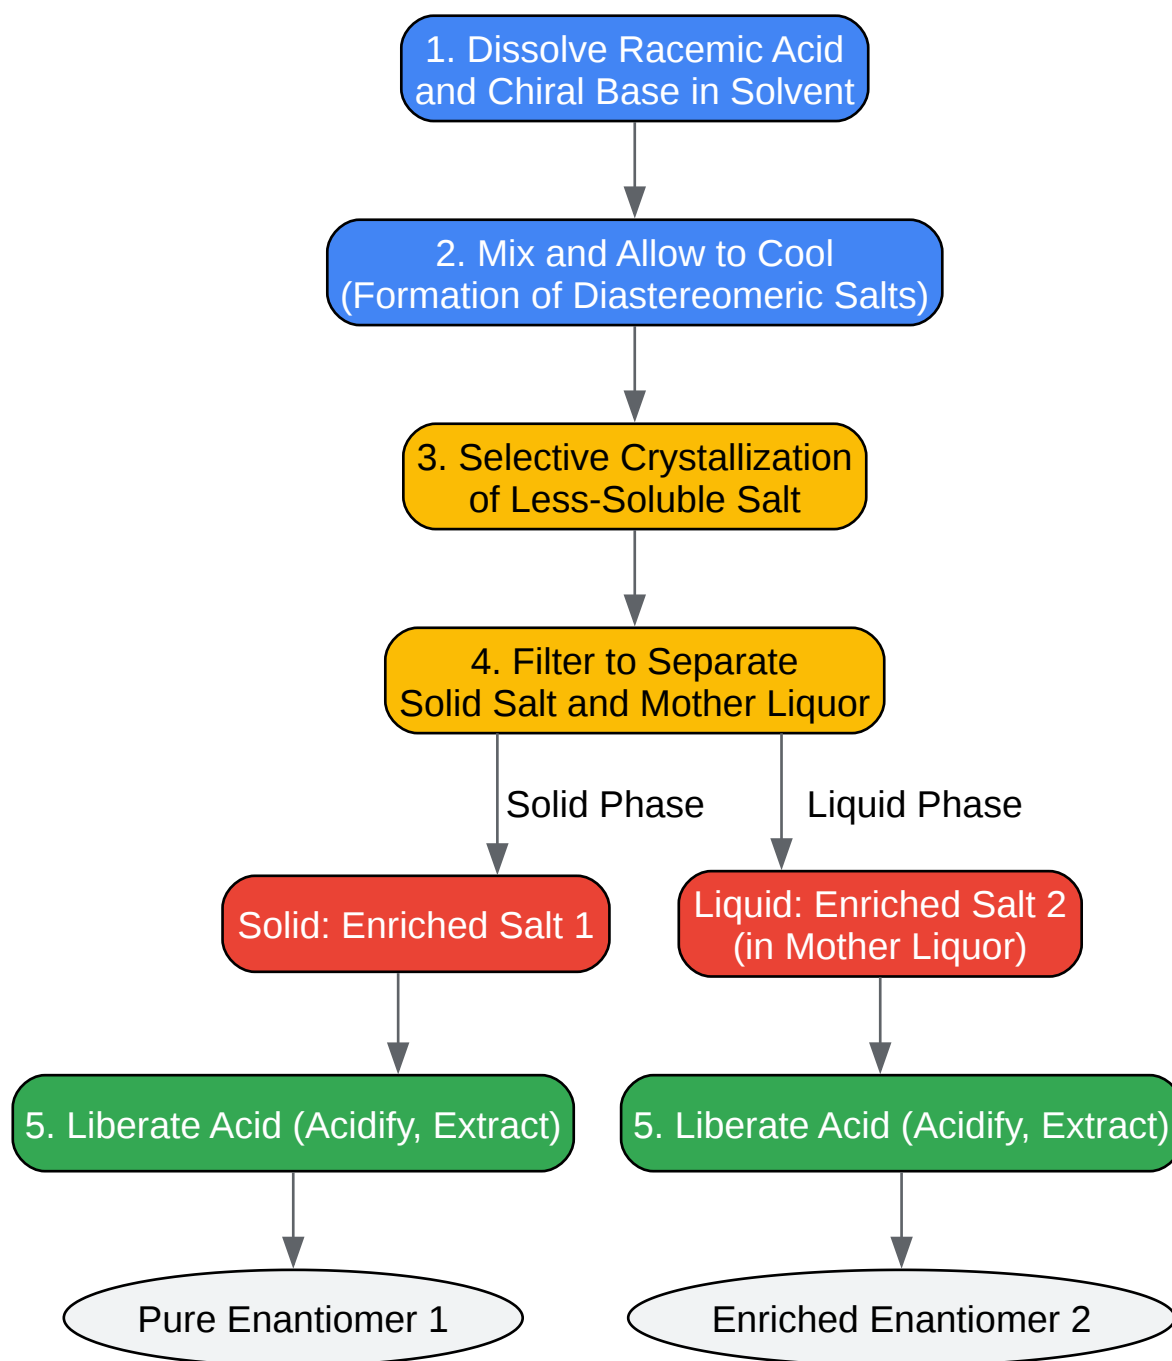 1. Dissolve Racemic Acid
and Chiral Base in Solvent
2. Mix and Allow to Cool
(Formation of Diastereomeric Salts)
3. Selective Crystallization
of Less-Soluble Salt
4. Filter to Separate
Solid Salt and Mother Liquor
Solid Phase
Liquid Phase
Solid: Enriched Salt 1
Liquid: Enriched Salt 2
(in Mother Liquor)
5. Liberate Acid (Acidify, Extract)
5. Liberate Acid (Acidify, Extract)
Pure Enantiomer 1
Enriched Enantiomer 2